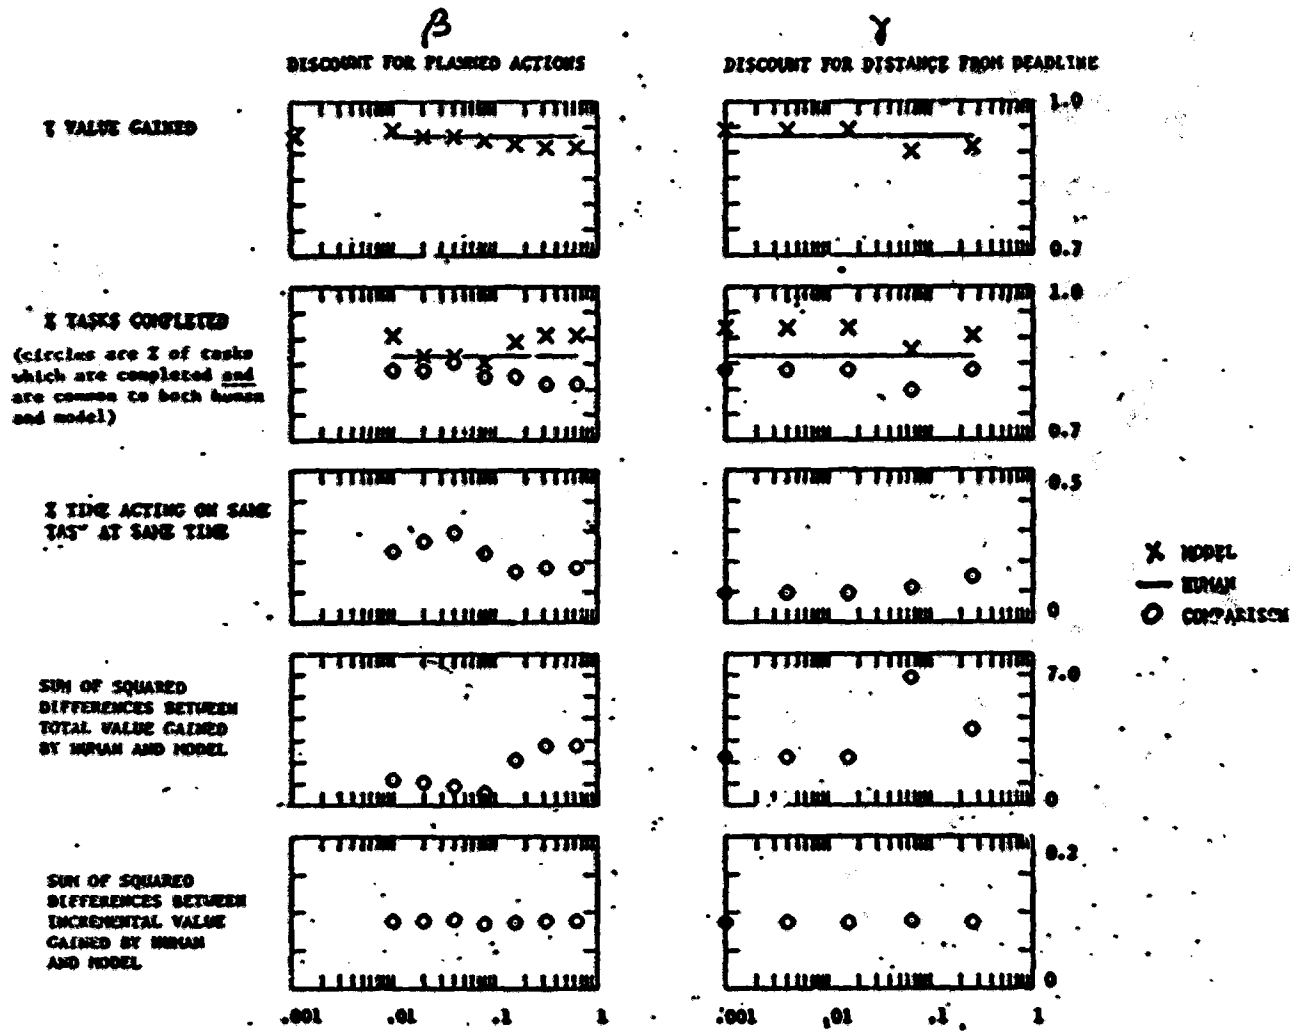 β
γ
DISCOUNT FOR PLANNED ACTIONS
DISCOUNT FOR DISTANCE FROM DEADLINE
% VALUE GAINED
1.0
0.7
% TASKS COMPLETED
(circles are % of tasks
which are completed and
are common to both human
and model)
1.0
0.7
% TIME ACTING ON SAME
TAS" AT SAME TIME
0.5
0
X MODEL
HUMAN
O COMPARISON
SUM OF SQUARED
DIFFERENCES BETWEEN
TOTAL VALUE GAINED
BY HUMAN AND MODEL
7.0
0
SUM OF SQUARED
DIFFERENCES BETWEEN
INCREMENTAL VALUE
GAINED BY HUMAN
AND MODEL
0.2
0
.001 .01 .1 1
.001 .01 .1 1